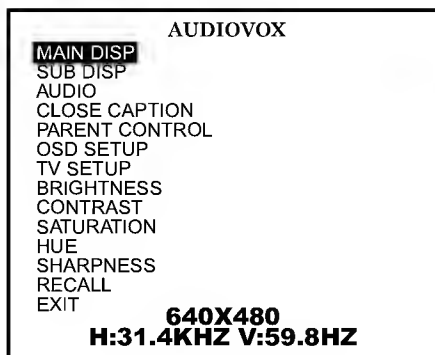 AUDIOVOX
MAIN DISP
SUB DISP
AUDIO
CLOSE CAPTION
PARENT CONTROL
OSD SETUP
TV SETUP
BRIGHTNESS
CONTRAST
SATURATION
HUE
SHARPNESS
RECALL
EXIT
640X480
H:31.4KHZ V:59.8HZ